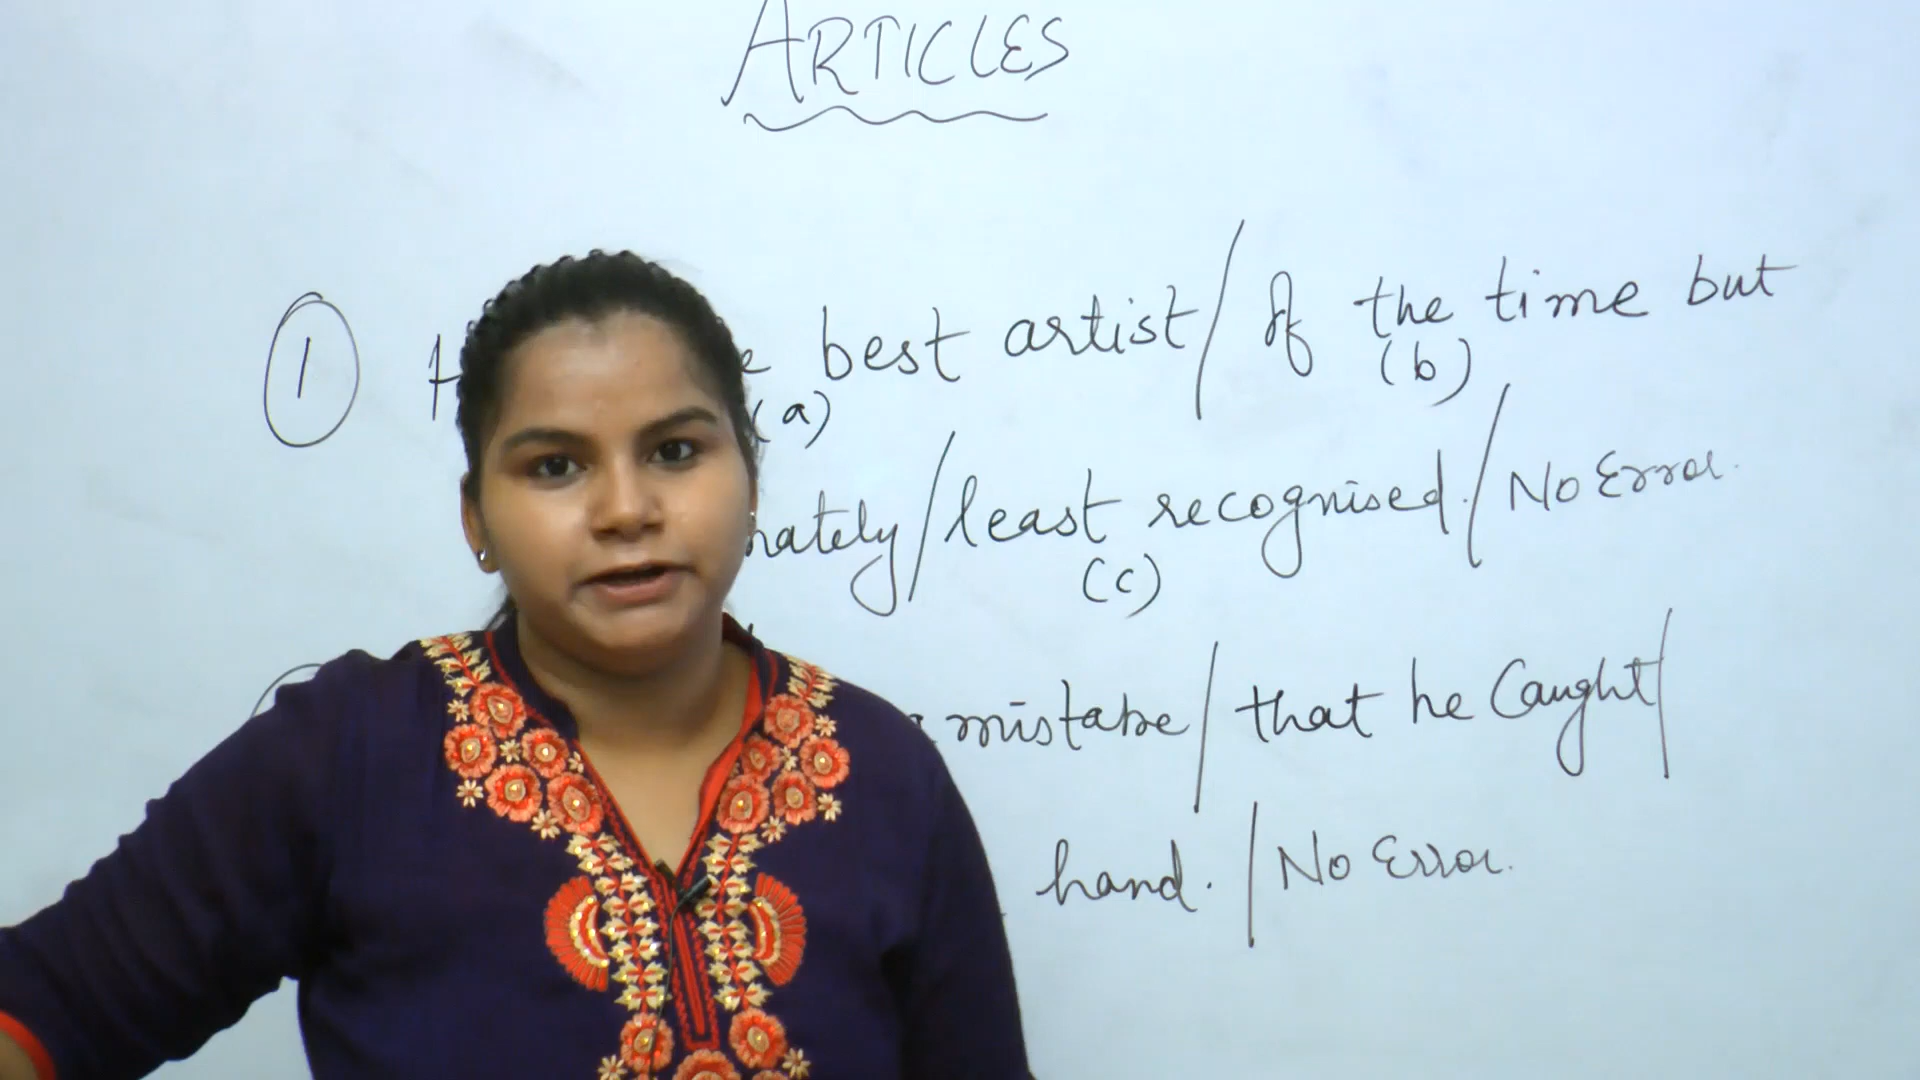 ARTICLES
1 best artist / of the time but
(a) (b)
/ least recognised. / No Error.
(c)
mistake / that he Caught /
hand. / No Error.